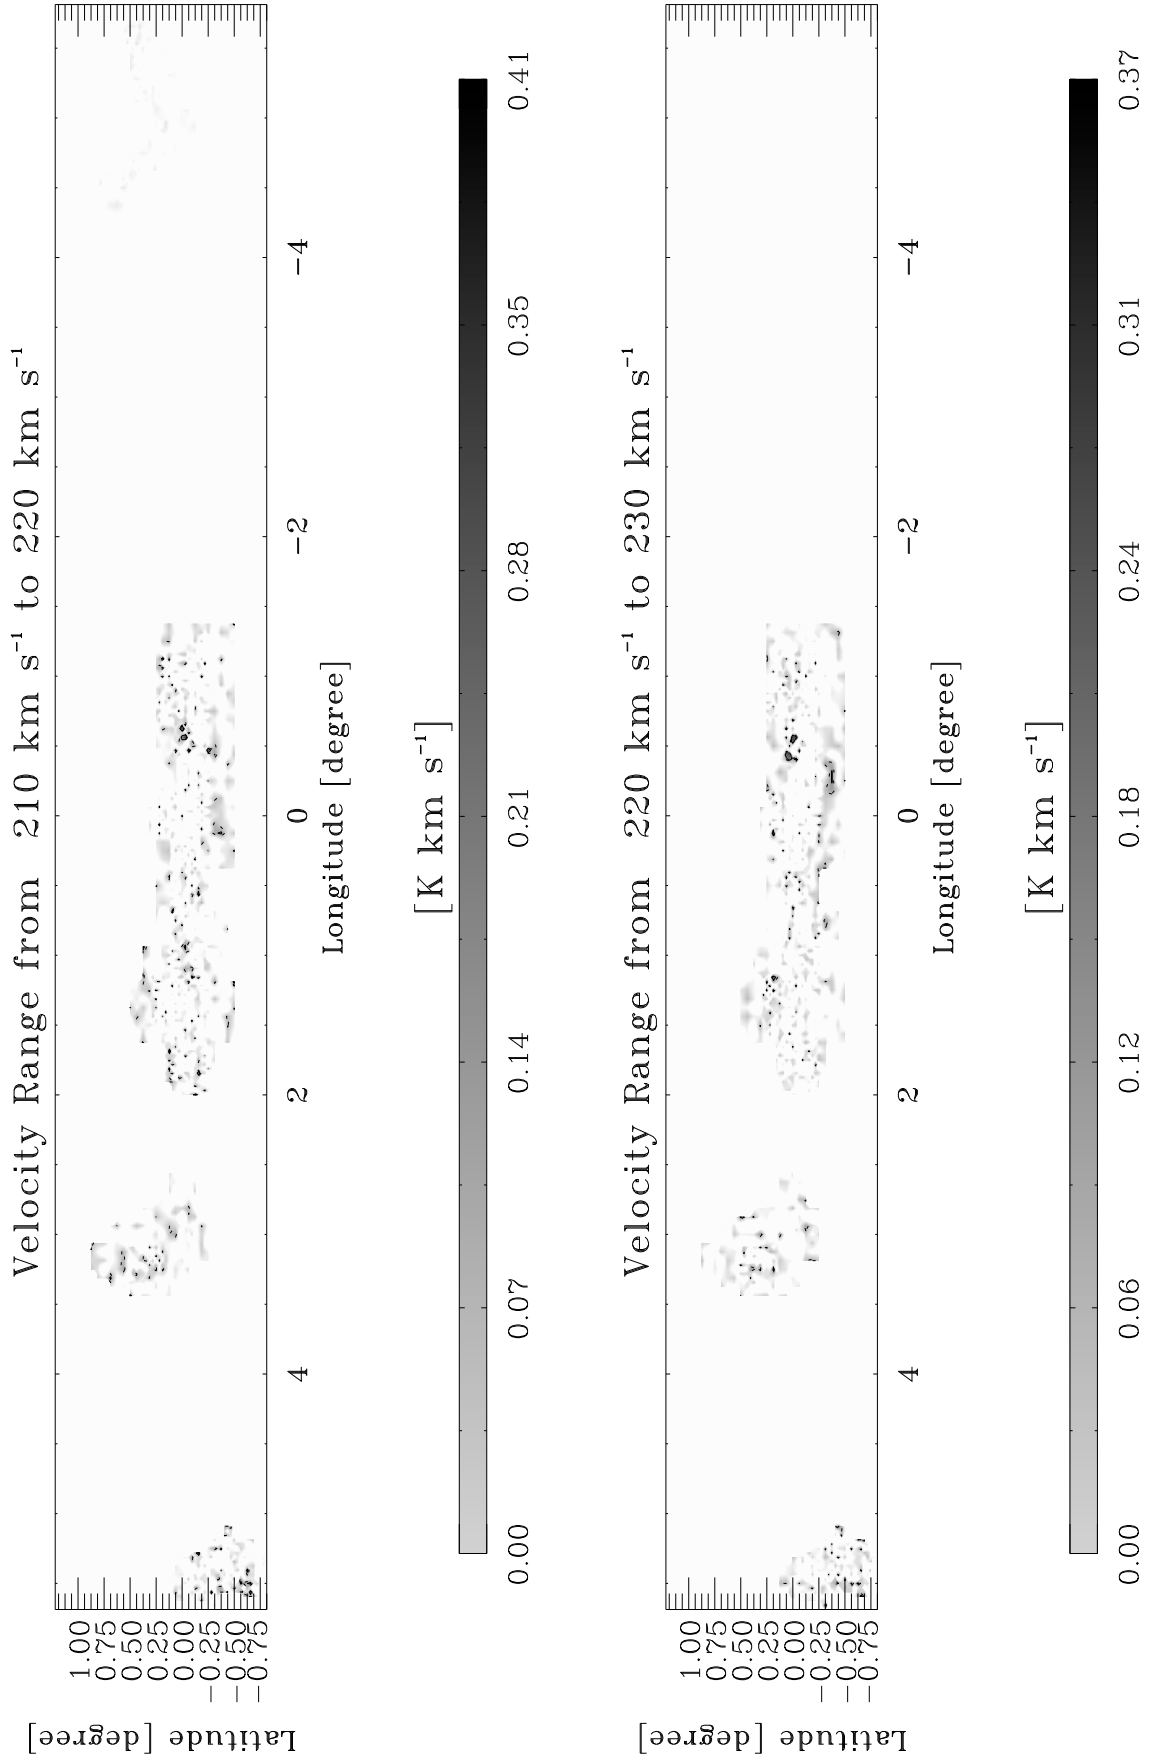 Velocity Range from 210 km s⁻¹ to 220 km s⁻¹
1.00
0.75
0.50
0.25
0.00
−0.25
−0.50
−0.75
Latitude [degree]
4 2 0 −2 −4
Longitude [degree]
[K km s⁻¹]
0.00 0.07 0.14 0.21 0.28 0.35 0.41
Velocity Range from 220 km s⁻¹ to 230 km s⁻¹
1.00
0.75
0.50
0.25
0.00
−0.25
−0.50
−0.75
Latitude [degree]
4 2 0 −2 −4
Longitude [degree]
[K km s⁻¹]
0.00 0.06 0.12 0.18 0.24 0.31 0.37